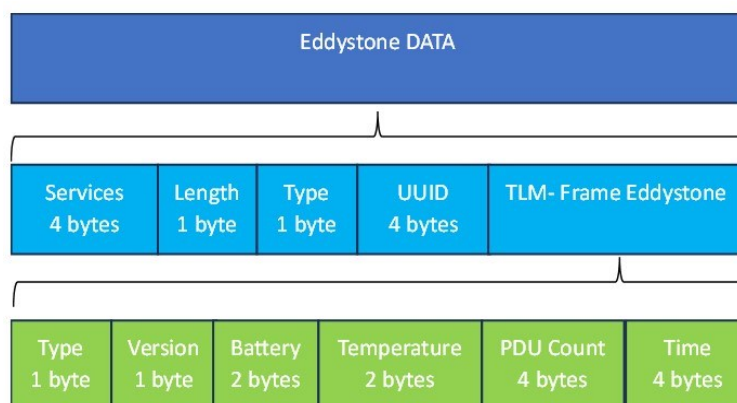 Eddystone DATA
Services Length Type UUID TLM- Frame Eddystone
4 bytes 1 byte 1 byte 4 bytes
Type Version Battery Temperature PDU Count Time
1 byte 1 byte 2 bytes 2 bytes 4 bytes 4 bytes